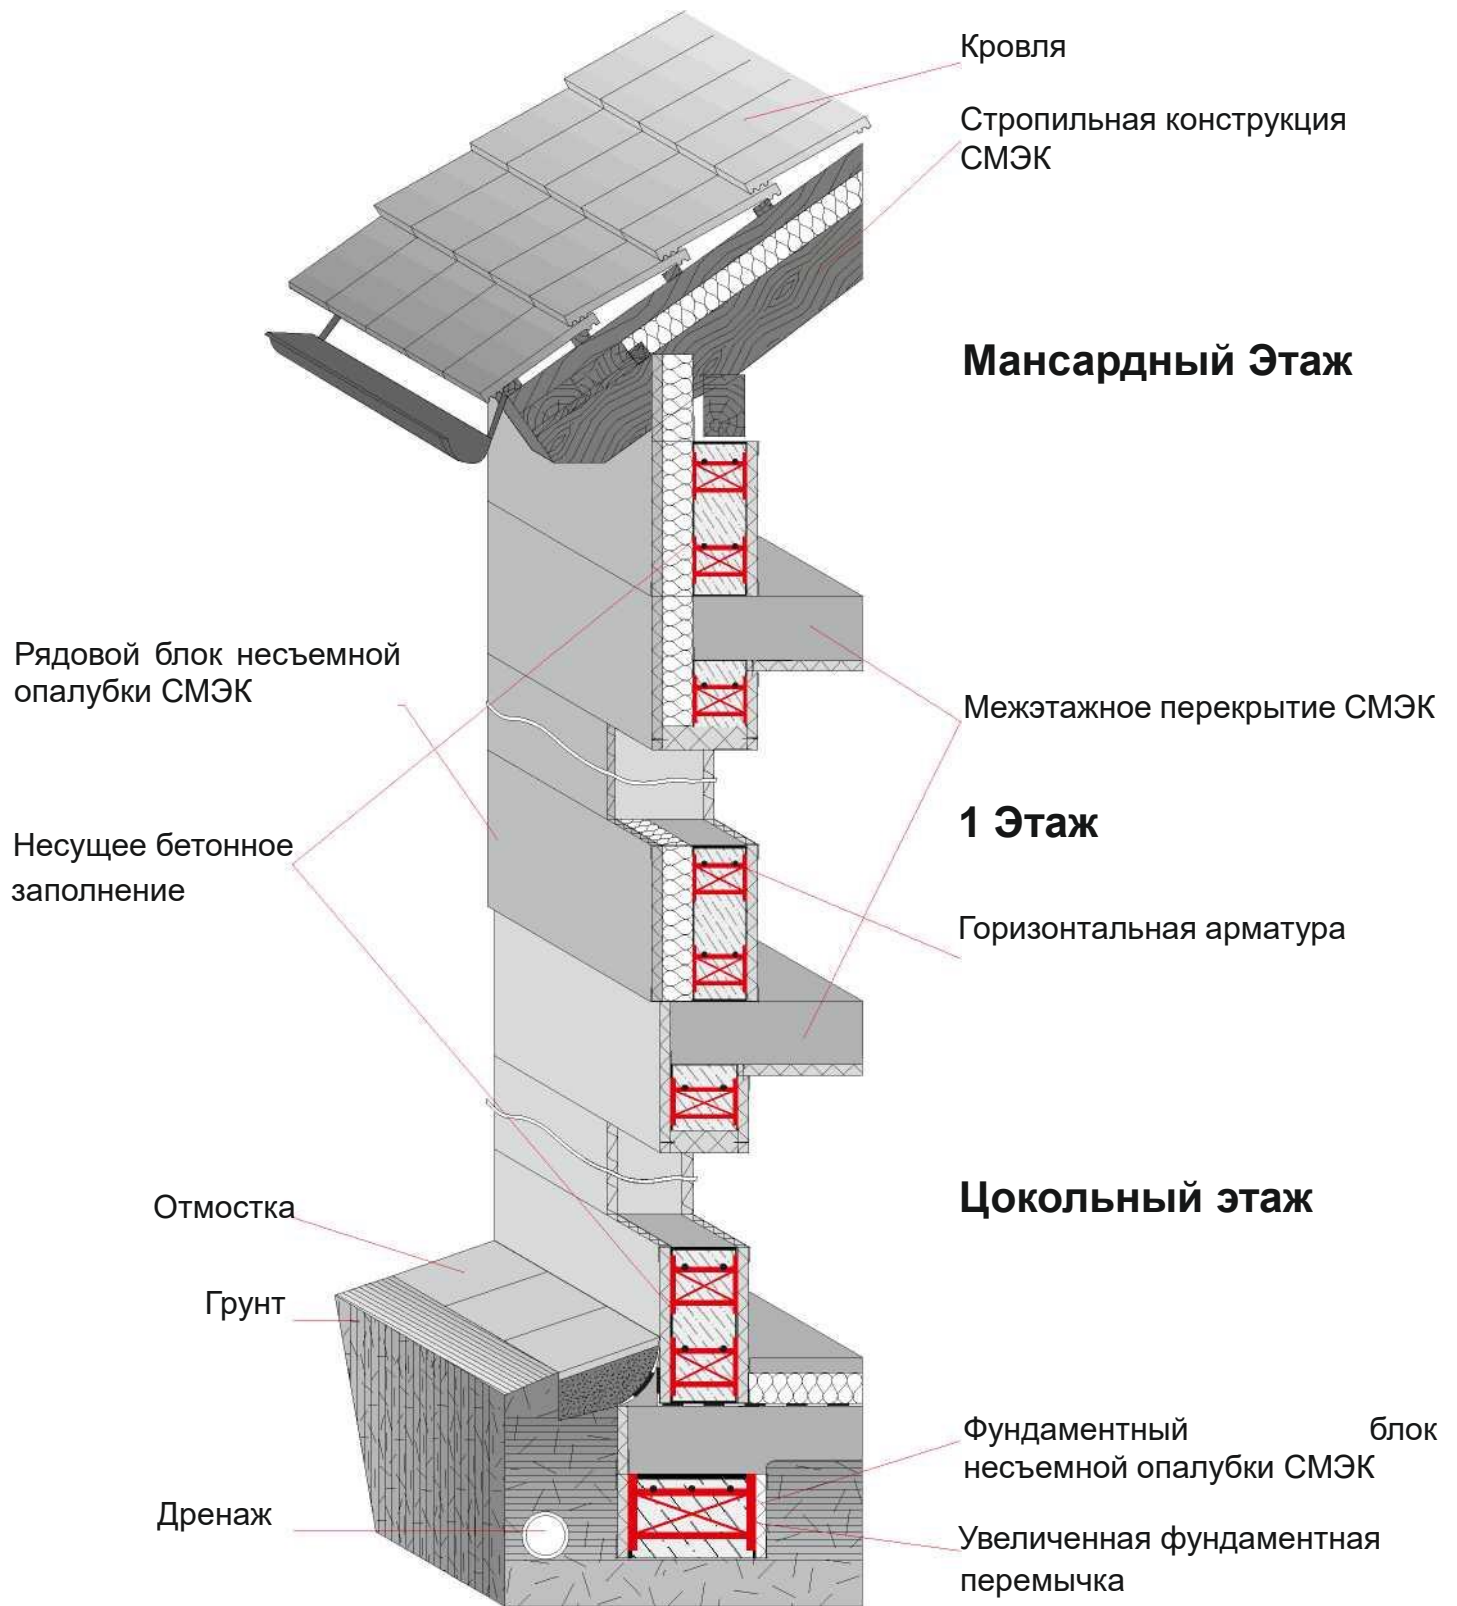 Кровля
Стропильная конструкция
СМЭК
Мансардный Этаж
Рядовой блок несъемной
опалубки СМЭК
Межэтажное перекрытие СМЭК
1 Этаж
Несущее бетонное
заполнение
Горизонтальная арматура
Цокольный этаж
Отмостка
Грунт
Фундаментный блок
несъемной опалубки СМЭК
Дренаж
Увеличенная фундаментная
перемычка